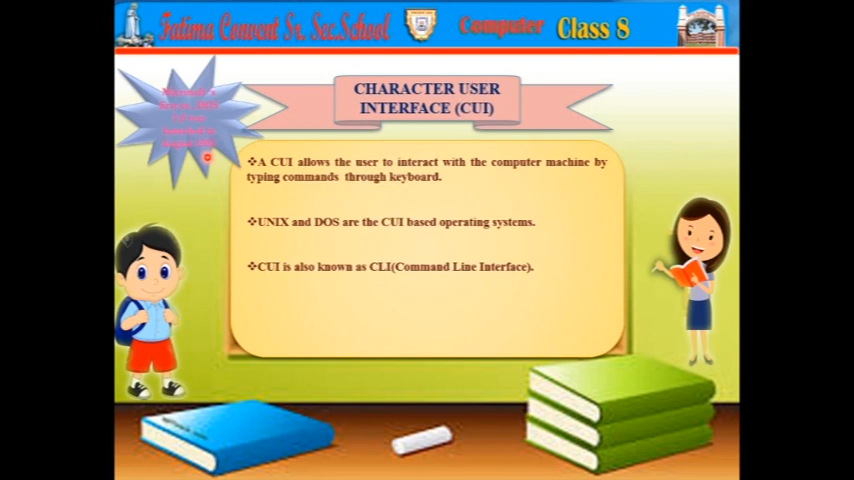 Fatima Convent Sr. Sec.School Computer Class 8
CHARACTER USER
INTERFACE (CUI)
❖A CUI allows the user to interact with the computer machine by
typing commands through keyboard.
❖UNIX and DOS are the CUI based operating systems.
❖CUI is also known as CLI(Command Line Interface).